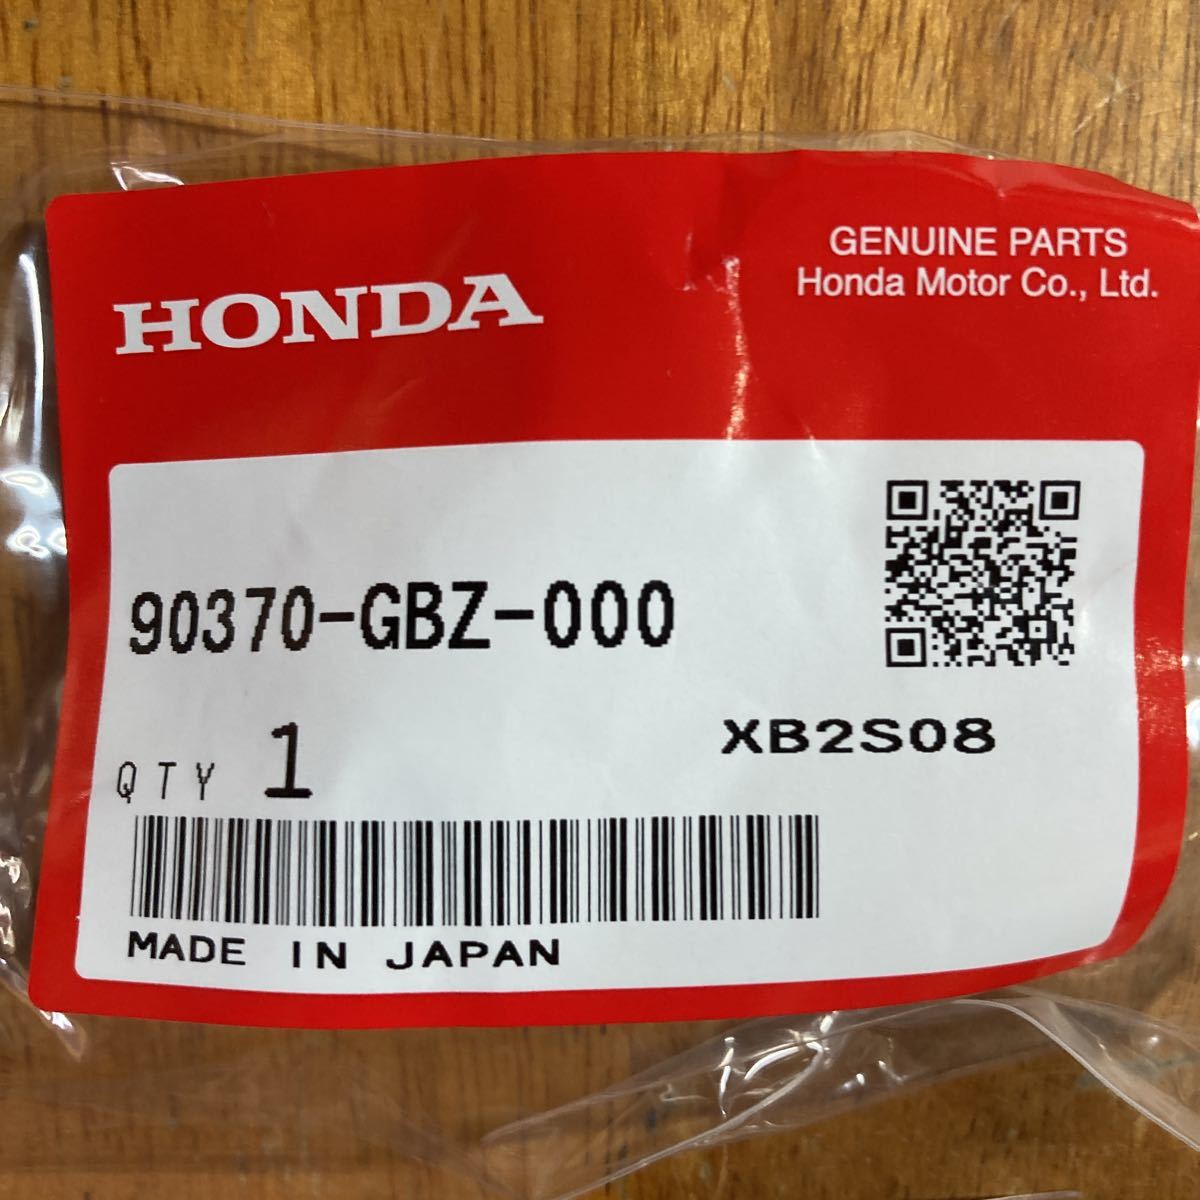 HONDA
GENUINE PARTS
Honda Motor Co., Ltd.
90370-GBZ-000
QTY 1
XB2S08
MADE IN JAPAN